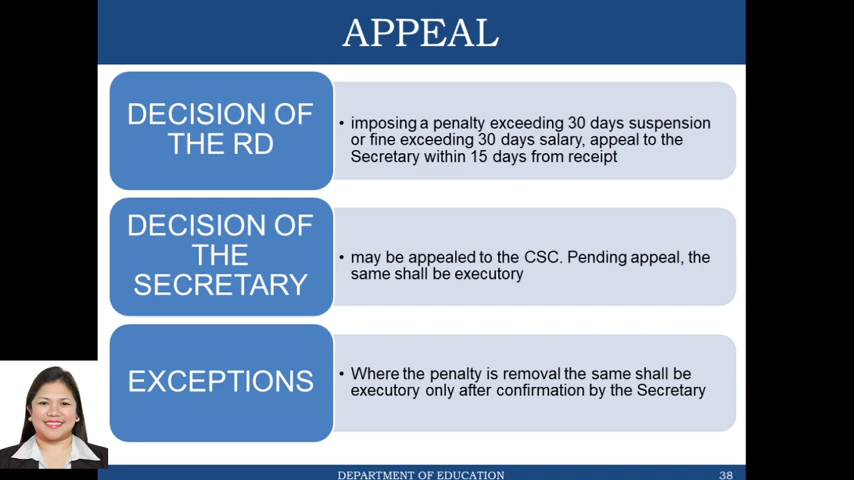 APPEAL
DECISION OF
THE RD
• imposing a penalty exceeding 30 days suspension
or fine exceeding 30 days salary, appeal to the
Secretary within 15 days from receipt
DECISION OF
THE
SECRETARY
• may be appealed to the CSC. Pending appeal, the
same shall be executory
EXCEPTIONS
• Where the penalty is removal the same shall be
executory only after confirmation by the Secretary
DEPARTMENT OF EDUCATION
38